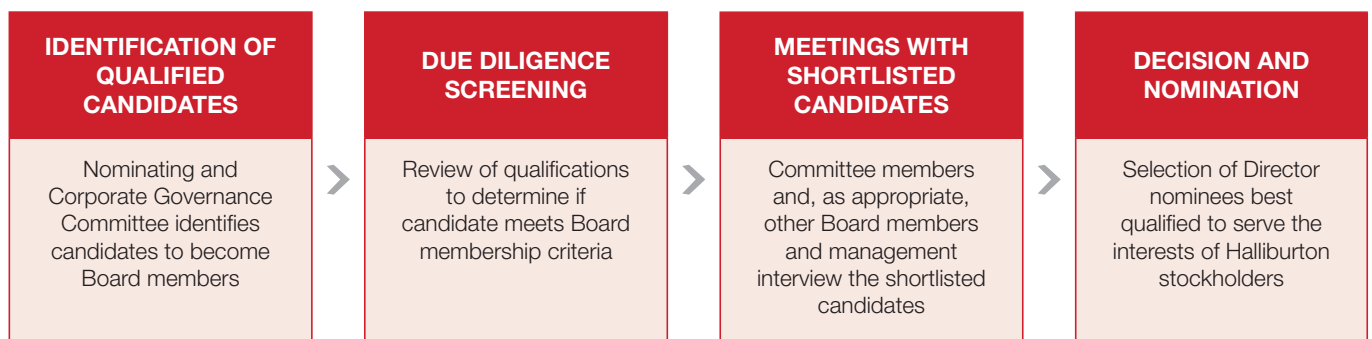 IDENTIFICATION OF
QUALIFIED
CANDIDATES
Nominating and
Corporate Governance
Committee identifies
candidates to become
Board members
DUE DILIGENCE
SCREENING
Review of qualifications
to determine if
candidate meets Board
membership criteria
MEETINGS WITH
SHORTLISTED
CANDIDATES
Committee members
and, as appropriate,
other Board members
and management
interview the shortlisted
candidates
DECISION AND
NOMINATION
Selection of Director
nominees best
qualified to serve the
interests of Halliburton
stockholders